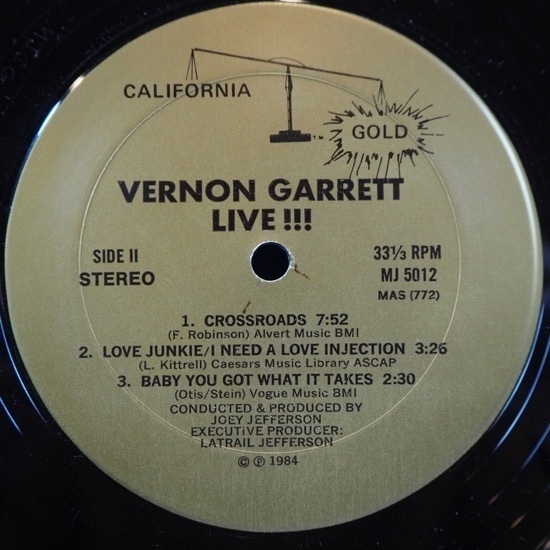 CALIFORNIA
GOLD
T.M.
VERNON GARRETT
LIVE!!!
SIDE II
STEREO
33⅓ RPM
MJ 5012
MAS (772)
1. CROSSROADS 7:52
(F. Robinson) Alvert Music BMI
2. LOVE JUNKIE/I NEED A LOVE INJECTION 3:26
(L. Kittrell) Caesars Music Library ASCAP
3. BABY YOU GOT WHAT IT TAKES 2:30
(Otis/Stein) Vogue Music BMI
CONDUCTED & PRODUCED BY
JOEY JEFFERSON
EXECUTIVE PRODUCER:
LATRAIL JEFFERSON
© ℗ 1984